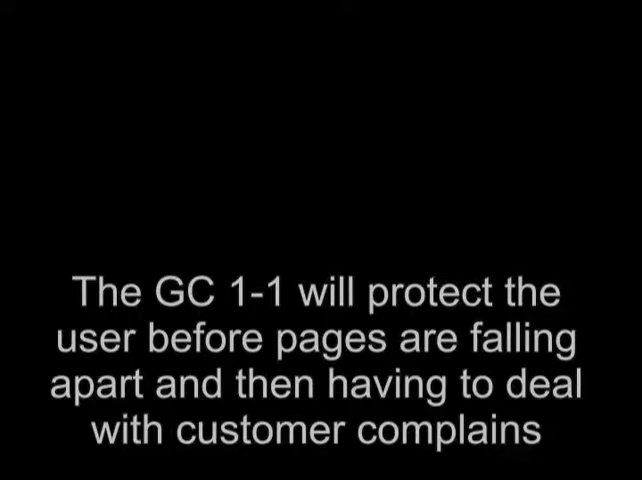 The GC 1-1 will protect the
user before pages are falling
apart and then having to deal
with customer complains